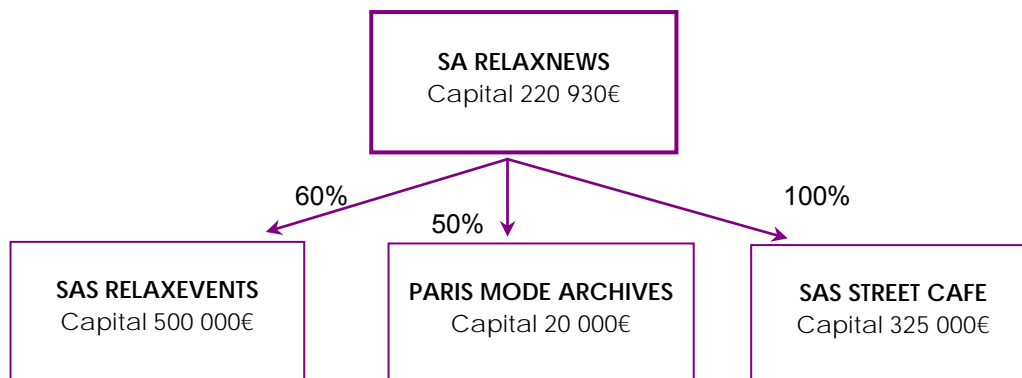 SA RELAXNEWS
Capital 220 930€
60%
50%
100%
SAS RELAXEVENTS
Capital 500 000€
PARIS MODE ARCHIVES
Capital 20 000€
SAS STREET CAFE
Capital 325 000€